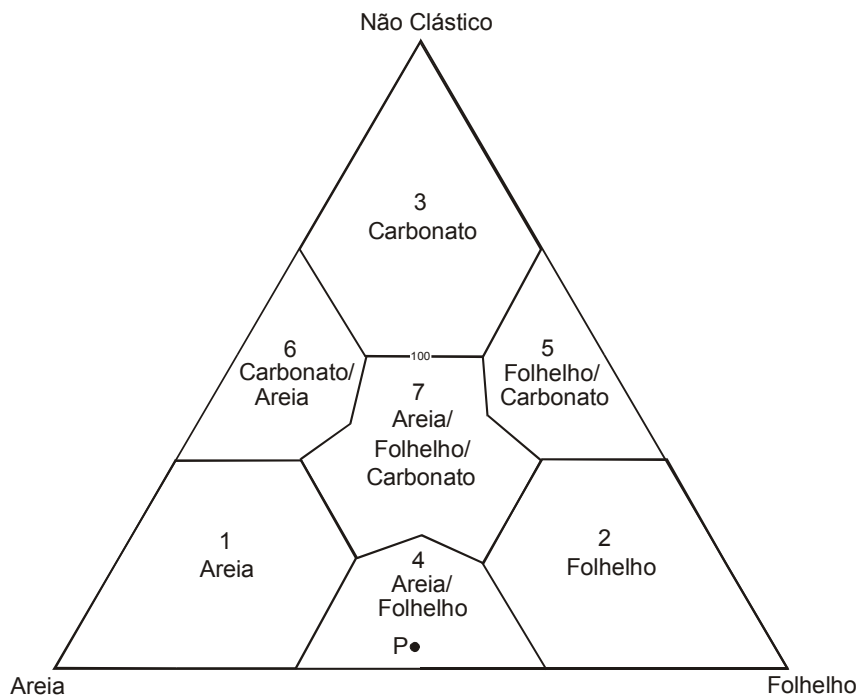 Não Clástico
3
Carbonato
6
Carbonato/
Areia
100
5
Folhelho/
Carbonato
7
Areia/
Folhelho/
Carbonato
1
Areia
4
Areia/
Folhelho
P
2
Folhelho
Areia
Folhelho